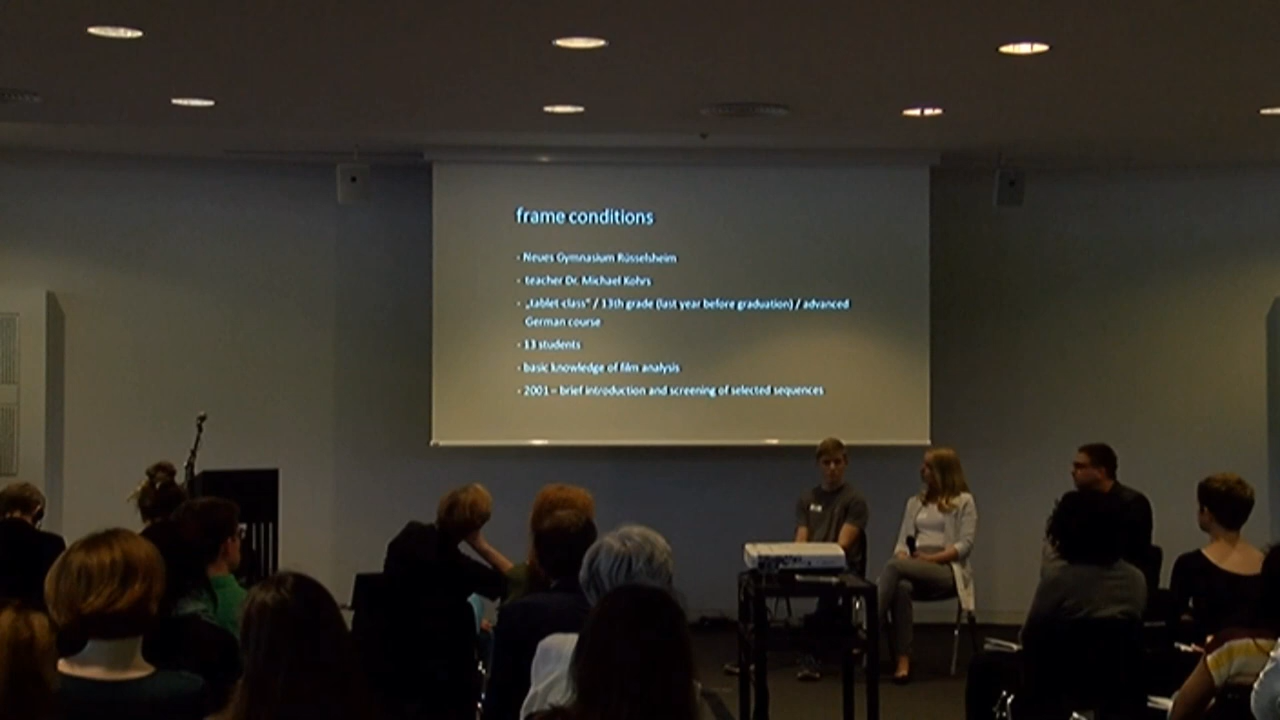 frame conditions
- Neues Gymnasium Rüsselsheim
- teacher Dr. Michael Kohrs
- „tablet class" / 13th grade (last year before graduation) / advanced
German course
- 13 students
- basic knowledge of film analysis
- 2001 – brief introduction and screening of selected sequences